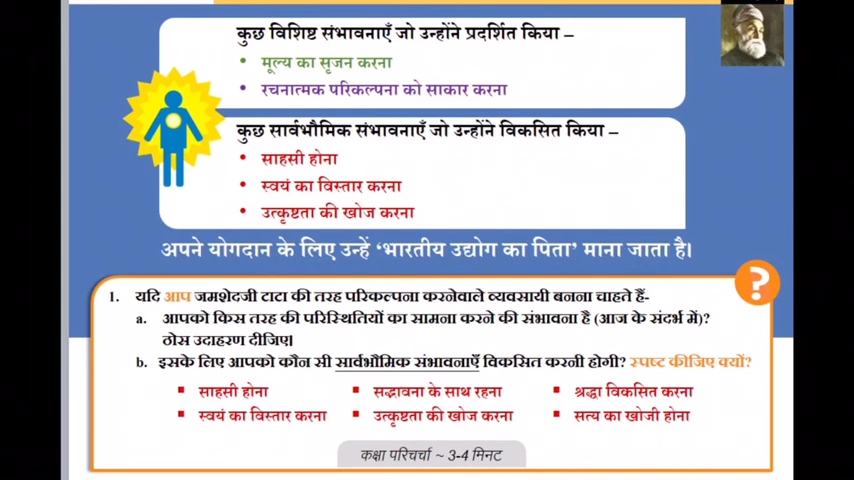 कुछ विशिष्ट संभावनाएँ जो उन्होंने प्रदर्शित किया –
• मूल्य का सृजन करना
• रचनात्मक परिकल्पना को साकार करना
कुछ सार्वभौमिक संभावनाएँ जो उन्होंने विकसित किया –
• साहसी होना
• स्वयं का विस्तार करना
• उत्कृष्टता की खोज करना
अपने योगदान के लिए उन्हें ‘भारतीय उद्योग का पिता’ माना जाता है।
?
1. यदि आप जमशेदजी टाटा की तरह परिकल्पना करनेवाले व्यवसायी बनना चाहते हैं-
a. आपको किस तरह की परिस्थितियों का सामना करने की संभावना है (आज के संदर्भ में)?
ठोस उदाहरण दीजिए।
b. इसके लिए आपको कौन सी सार्वभौमिक संभावनाएँ विकसित करनी होगी? स्पष्ट कीजिए क्यों?
▪ साहसी होना ▪ सद्भावना के साथ रहना ▪ श्रद्धा विकसित करना
▪ स्वयं का विस्तार करना ▪ उत्कृष्टता की खोज करना ▪ सत्य का खोजी होना
कक्षा परिचर्चा ~ 3-4 मिनट